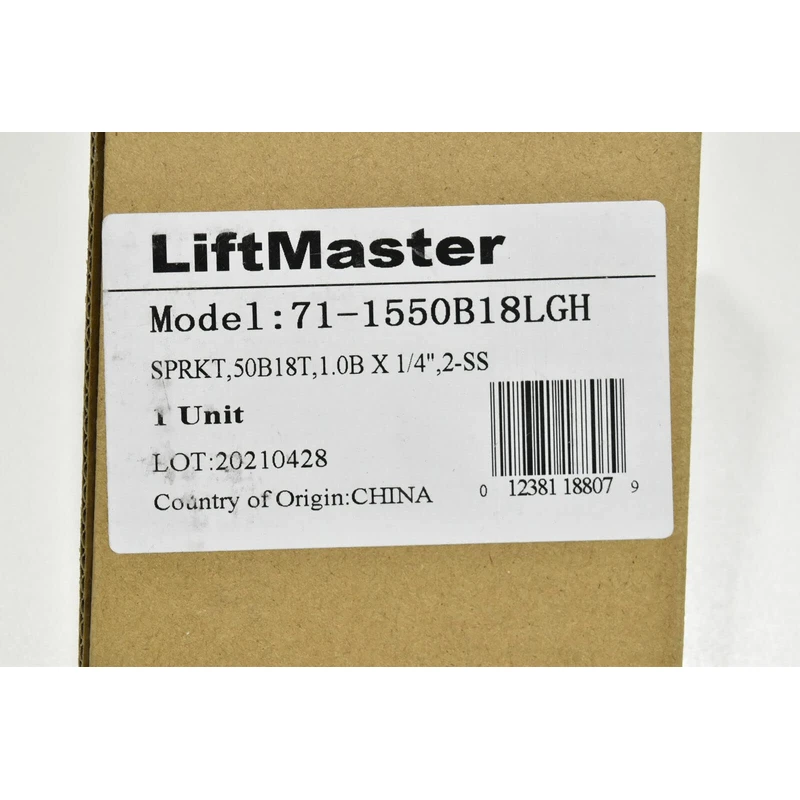 LiftMaster
Model:71-1550B18LGH
SPRKT,50B18T,1.0B X 1/4",2-SS
1 Unit
LOT:20210428
Country of Origin:CHINA
0 12381 18807 9